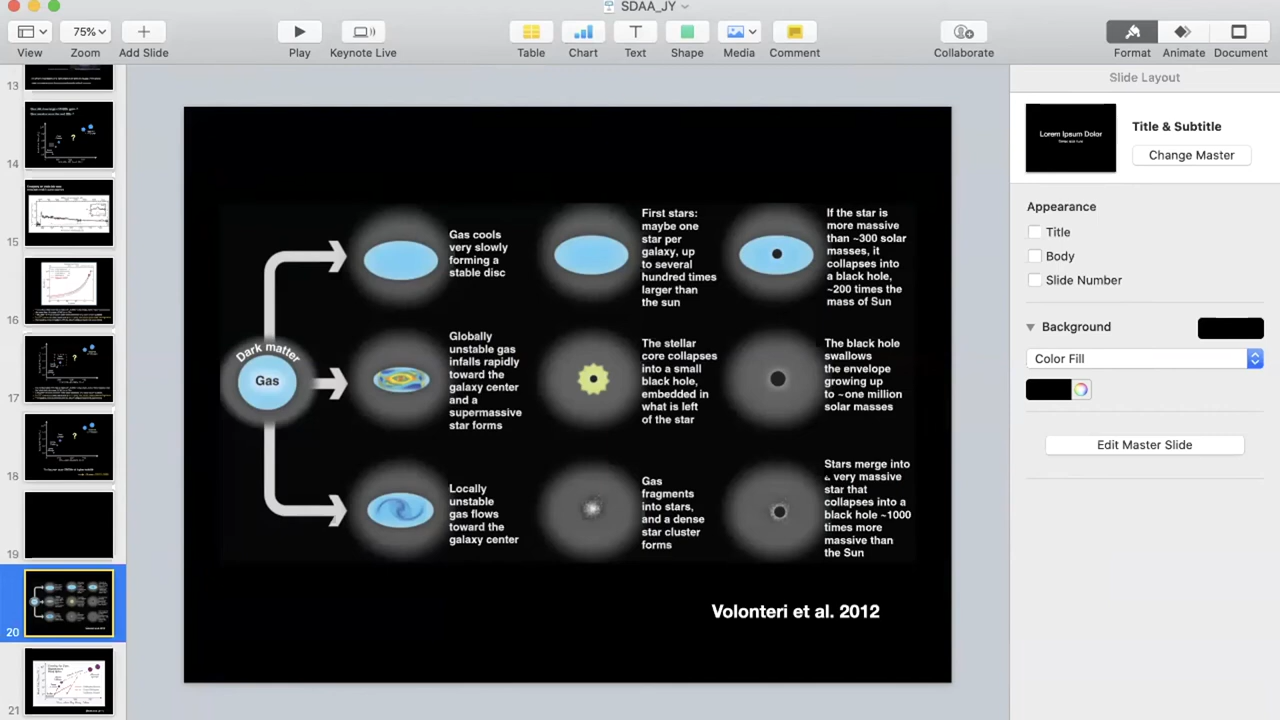 SDAA_JY
75%
View
Zoom
Add Slide
Play
Keynote Live
Table
Chart
Text
Shape
Media
Comment
Collaborate
Format
Animate
Document
13
14
15
16
17
18
19
20
21
Gas cools
very slowly
forming a
stable disc
First stars:
maybe one
star per
galaxy, up
to several
hundred times
larger than
the sun
If the star is
more massive
than ~300 solar
masses, it
collapses into
a black hole,
~200 times the
mass of Sun
Dark matter
Gas
Globally
unstable gas
infalls rapidly
toward the
galaxy center
and a
supermassive
star forms
The stellar
core collapses
into a small
black hole,
embedded in
what is left
of the star
The black hole
swallows
the envelope
growing up
to ~one million
solar masses
Locally
unstable
gas flows
toward the
galaxy center
Gas
fragments
into stars,
and a dense
star cluster
forms
Stars merge into
a very massive
star that
collapses into a
black hole ~1000
times more
massive than
the Sun
Volonteri et al. 2012
Slide Layout
Lorem Ipsum Dolor
Title & Subtitle
Change Master
Appearance
Title
Body
Slide Number
Background
Color Fill
Edit Master Slide